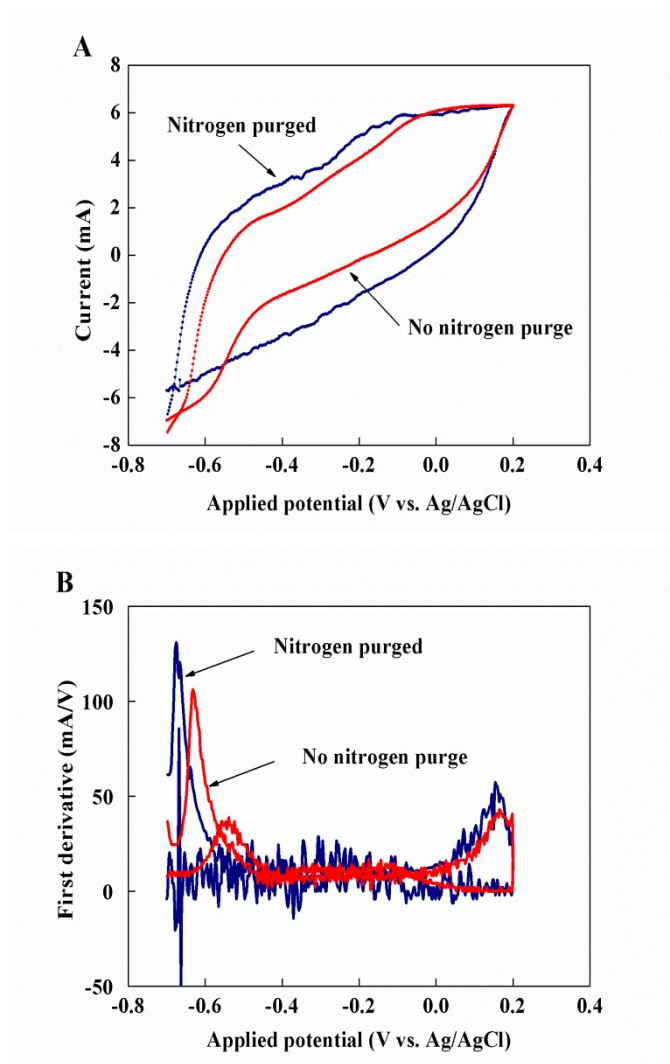 A
8
6
4
2
0
-2
-4
-6
-8
Current (mA)
Nitrogen purged
No nitrogen purge
-0.8 -0.6 -0.4 -0.2 0.0 0.2 0.4
Applied potential (V vs. Ag/AgCl)
B
150
100
50
0
-50
First derivative (mA/V)
Nitrogen purged
No nitrogen purge
-0.8 -0.6 -0.4 -0.2 0.0 0.2 0.4
Applied potential (V vs. Ag/AgCl)